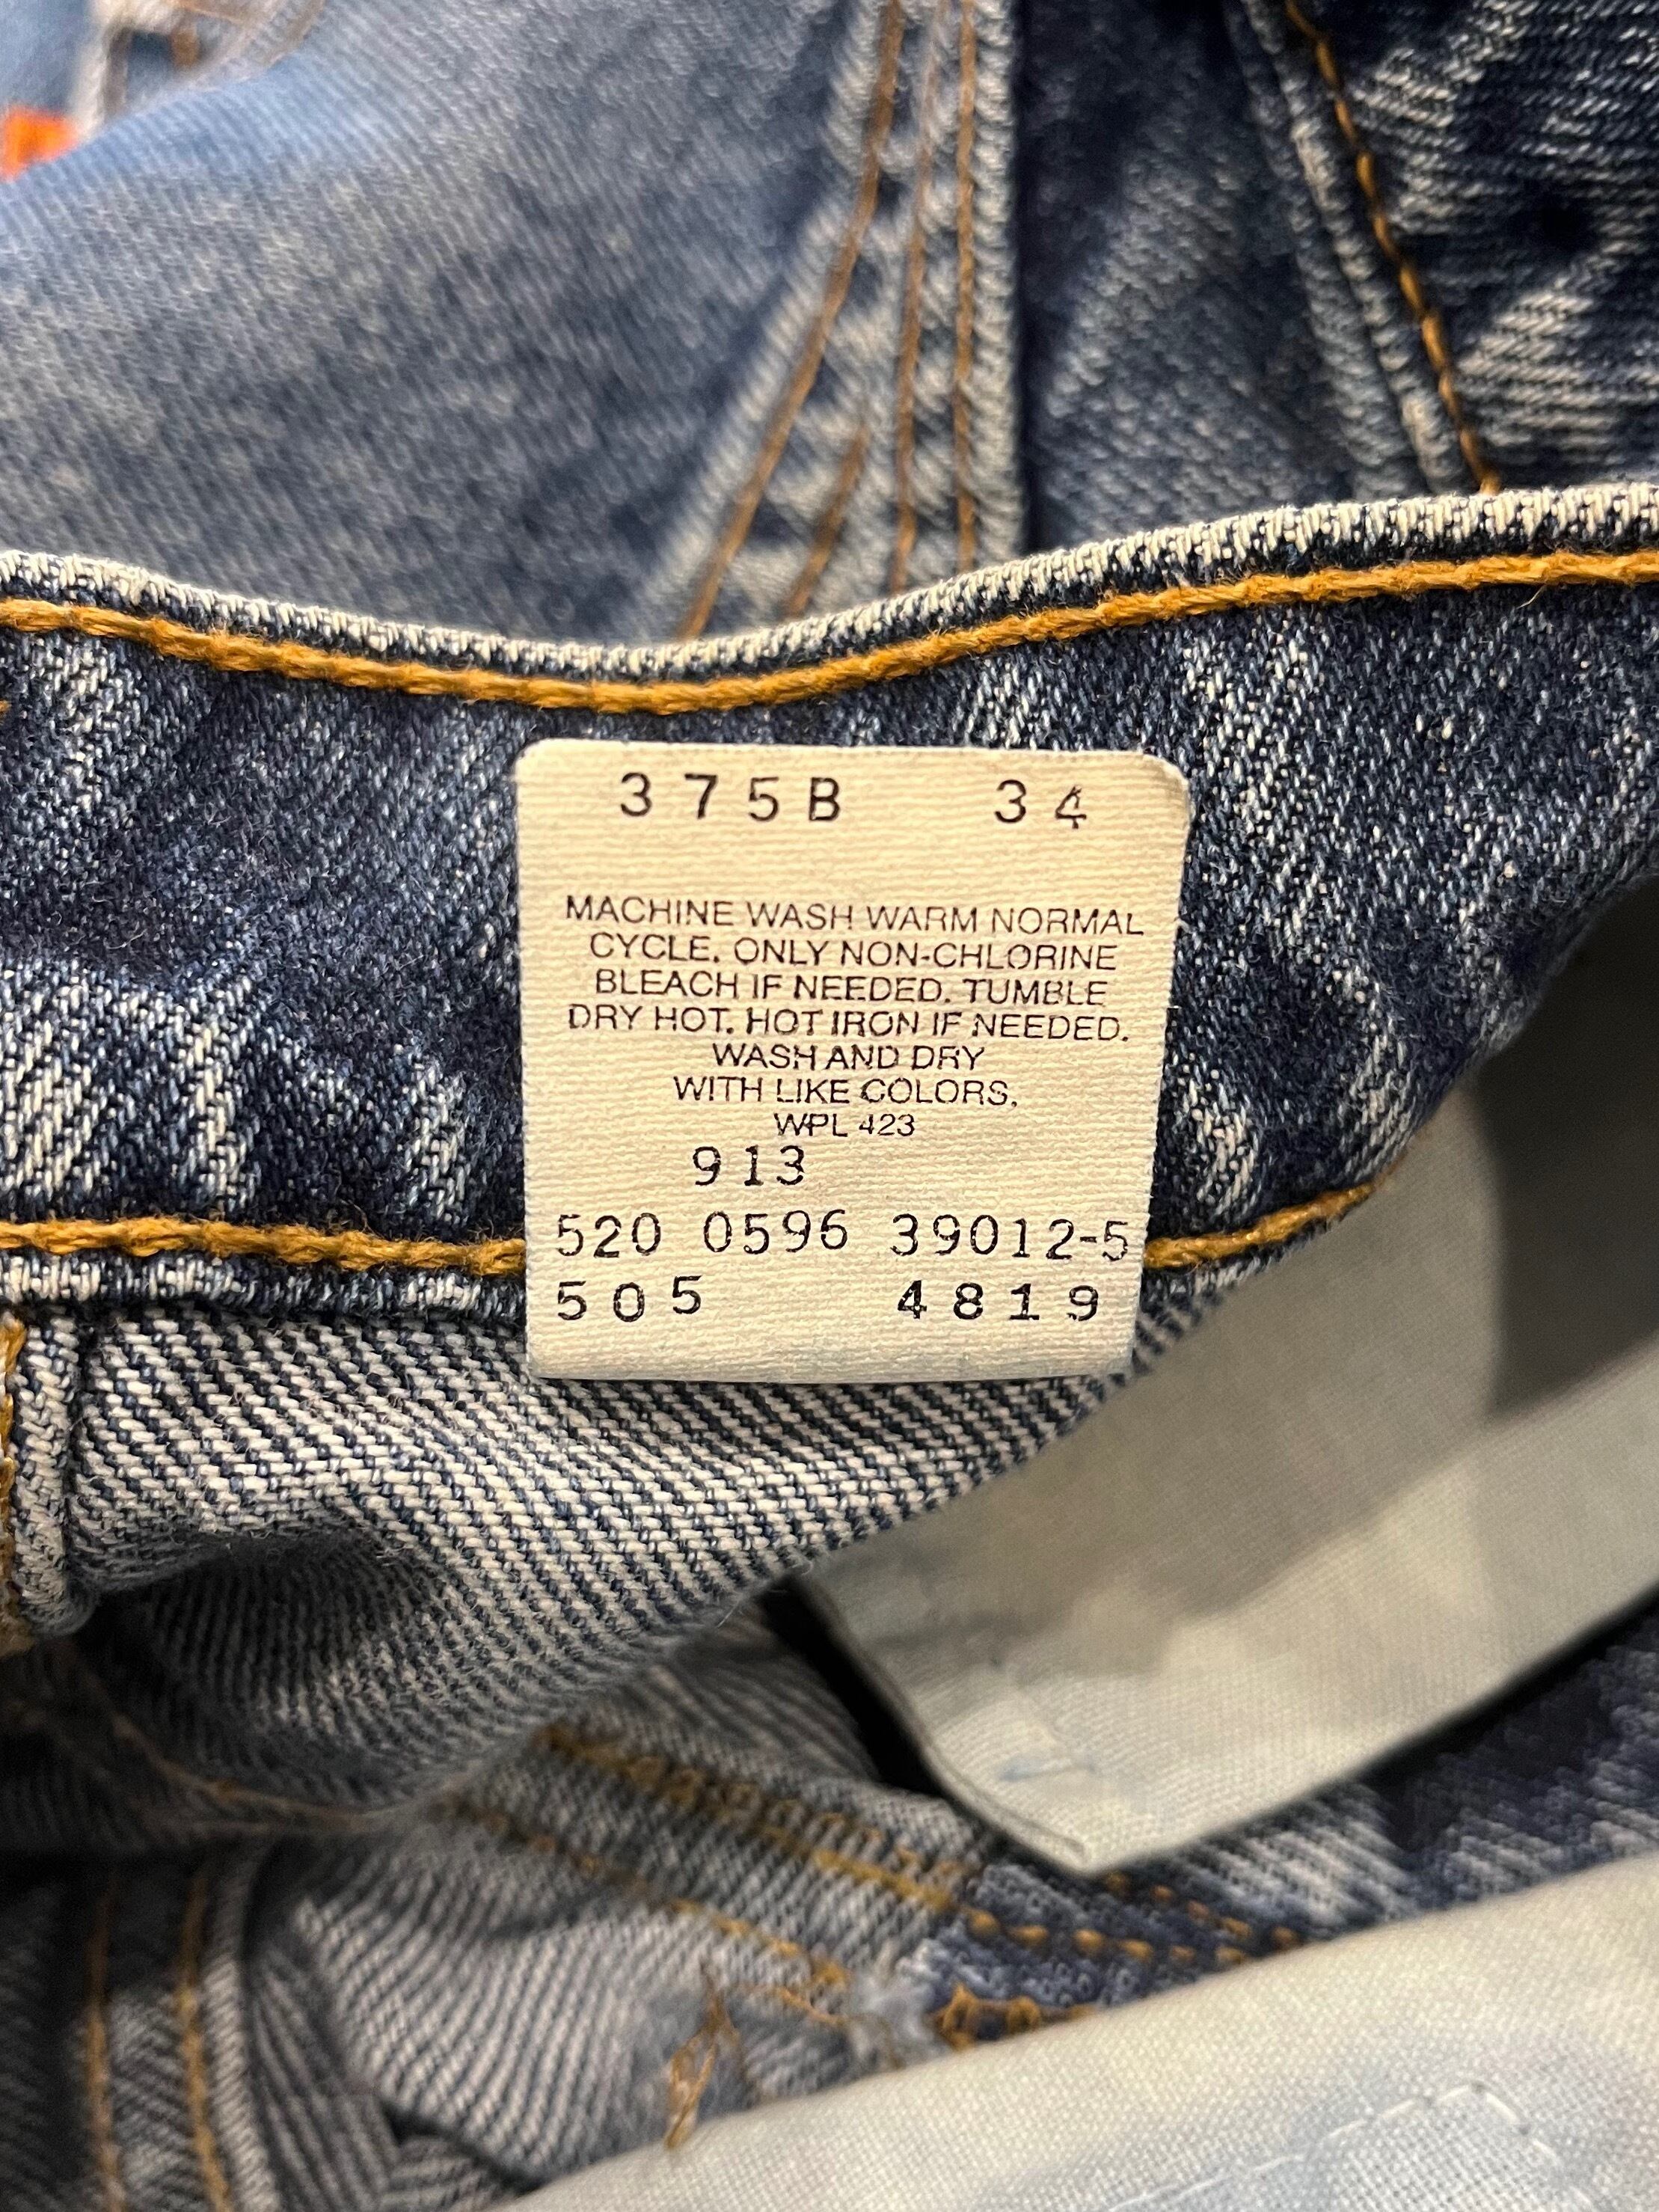 375B 34
MACHINE WASH WARM NORMAL
CYCLE. ONLY NON-CHLORINE
BLEACH IF NEEDED. TUMBLE
DRY HOT. HOT IRON IF NEEDED.
WASH AND DRY
WITH LIKE COLORS.
WPL 423
913
520 0596 39012-5
505 4819